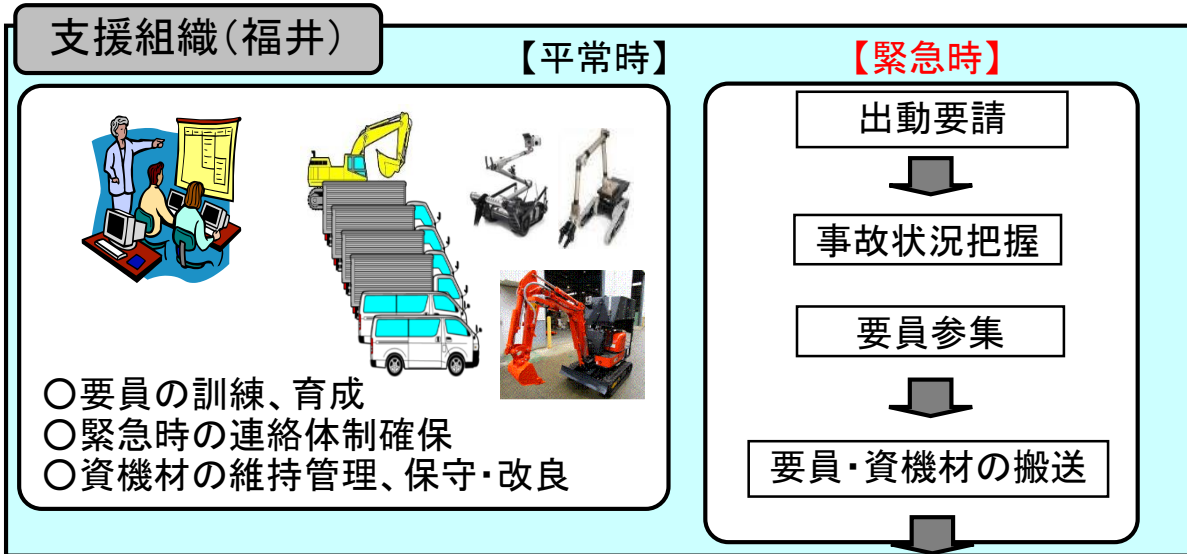 支援組織(福井)
【平常時】
○要員の訓練、育成
○緊急時の連絡体制確保
○資機材の維持管理、保守・改良
【緊急時】
出動要請
事故状況把握
要員参集
要員・資機材の搬送